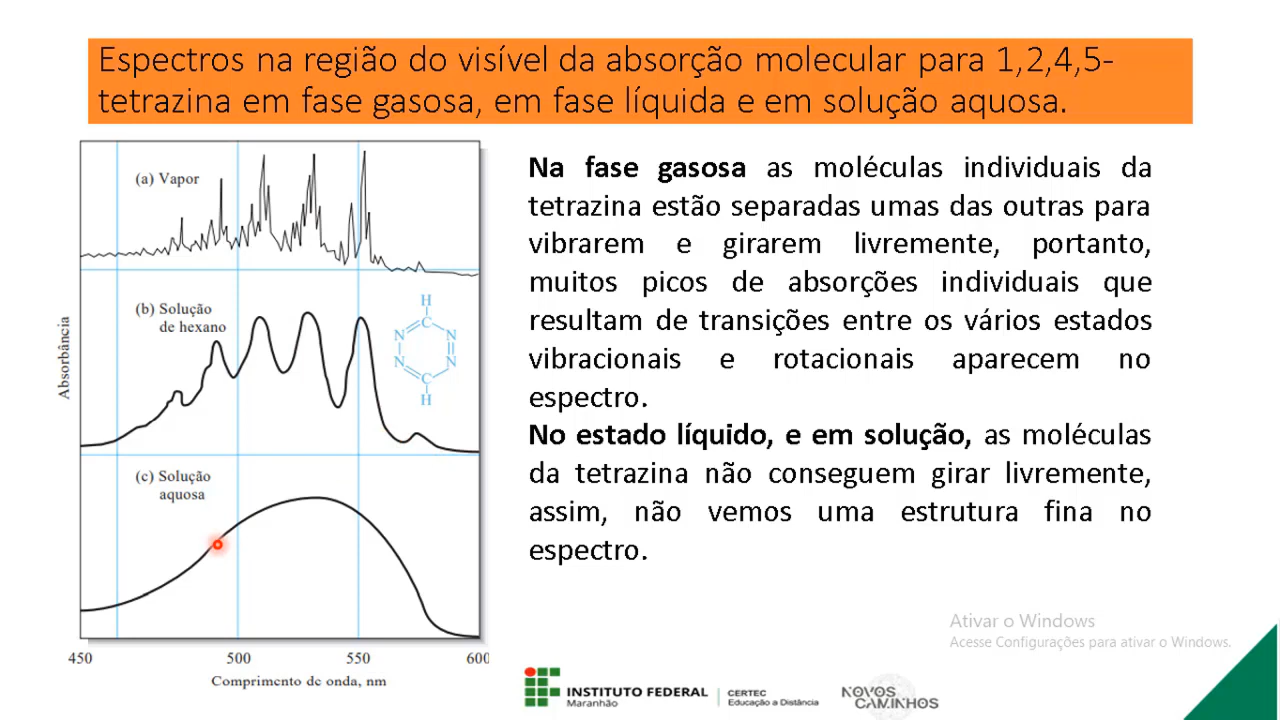 Espectros na região do visível da absorção molecular para 1,2,4,5-
tetrazina em fase gasosa, em fase líquida e em solução aquosa.
(a) Vapor
(b) Solução
de hexano
H
C
N
N
N
N
C
H
(c) Solução
aquosa
Absorbância
450
500
550
600
Comprimento de onda, nm
Na fase gasosa as moléculas individuais da
tetrazina estão separadas umas das outras para
vibrarem e girarem livremente, portanto,
muitos picos de absorções individuais que
resultam de transições entre os vários estados
vibracionais e rotacionais aparecem no
espectro.
No estado líquido, e em solução, as moléculas
da tetrazina não conseguem girar livremente,
assim, não vemos uma estrutura fina no
espectro.
Ativar o Windows
Acesse Configurações para ativar o Windows.
INSTITUTO FEDERAL
Maranhão
CERTEC
Educação a Distância
NOVOS
CAMINHOS